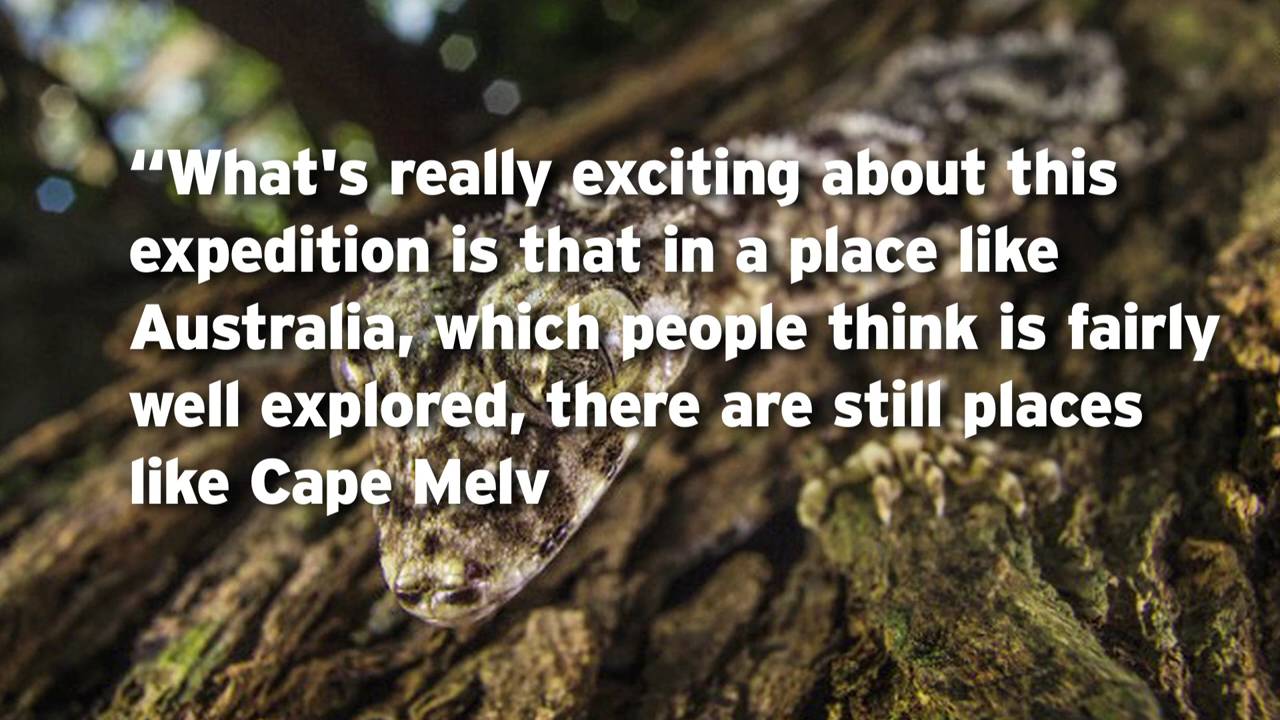 “What's really exciting about this
expedition is that in a place like
Australia, which people think is fairly
well explored, there are still places
like Cape Melv